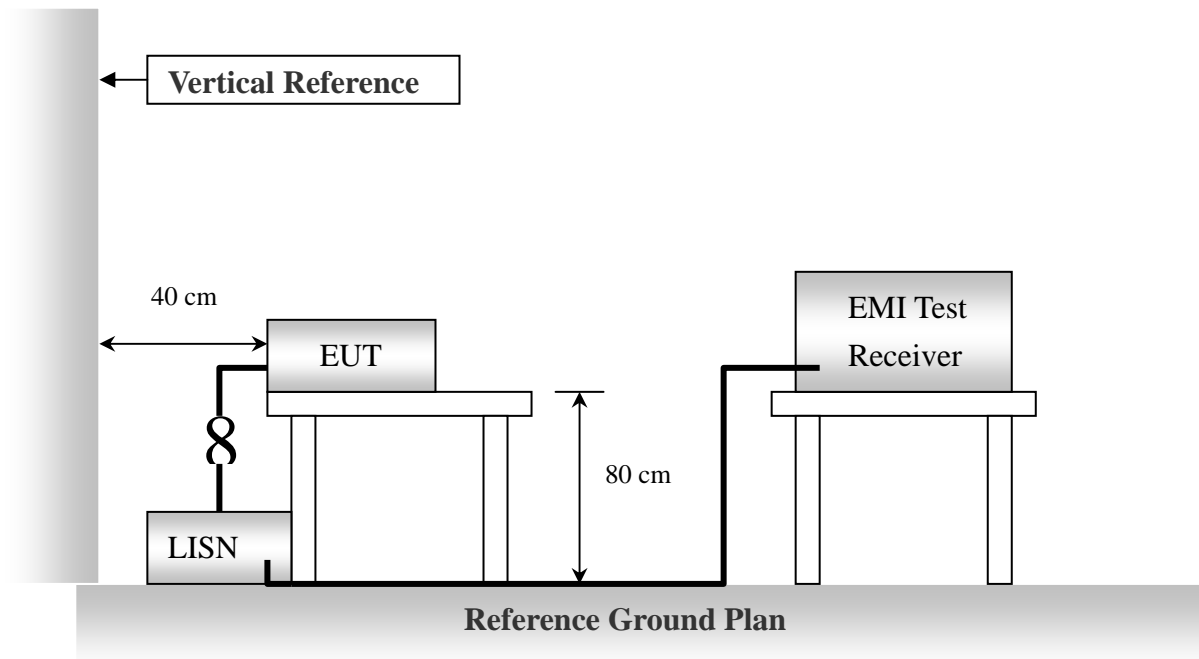 Vertical Reference
40 cm
EUT
EMI Test
Receiver
80 cm
LISN
Reference Ground Plan